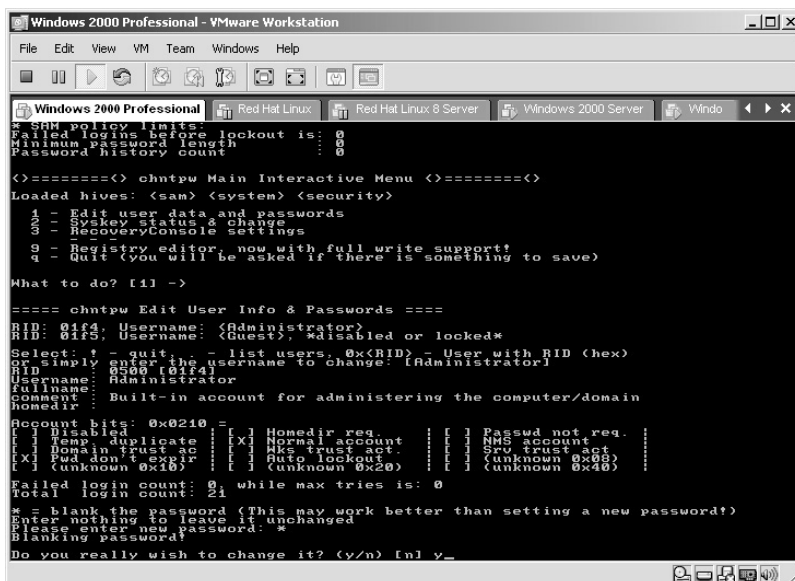 Windows 2000 Professional - VMware Workstation
File Edit View VM Team Windows Help
Windows 2000 Professional Red Hat Linux Red Hat Linux 8 Server Windows 2000 Server Windo
* SAM policy limits:
Failed logins before lockout is: 0
Minimum password length : 0
Password history count : 0
<>========<> chntpw Main Interactive Menu <>========<>
Loaded hives: <sam> <system> <security>
1 - Edit user data and passwords
2 - Syskey status & change
3 - RecoveryConsole settings
- - -
9 - Registry editor, now with full write support!
q - Quit (you will be asked if there is something to save)
What to do? [1] ->
===== chntpw Edit User Info & Passwords ====
RID: 01f4, Username: <Administrator>
RID: 01f5, Username: <Guest>, *disabled or locked*
Select: ! - quit, . - list users, 0x<RID> - User with RID (hex)
or simply enter the username to change: [Administrator]
RID : 0500 [01f4]
Username: Administrator
fullname:
comment : Built-in account for administering the computer/domain
homedir :
Account bits: 0x0210 =
[ ] Disabled | [ ] Homedir req. | [ ] Passwd not req. |
[ ] Temp. duplicate | [X] Normal account | [ ] NMS account |
[ ] Domain trust ac | [ ] Wks trust act. | [ ] Srv trust act |
[X] Pwd don't expir | [ ] Auto lockout | [ ] (unknown 0x08) |
[ ] (unknown 0x10) | [ ] (unknown 0x20) | [ ] (unknown 0x40) |
Failed login count: 0, while max tries is: 0
Total login count: 21
* = blank the password (This may work better than setting a new password!)
Enter nothing to leave it unchanged
Please enter new password: *
Blanking password!
Do you really wish to change it? (y/n) [n] y_